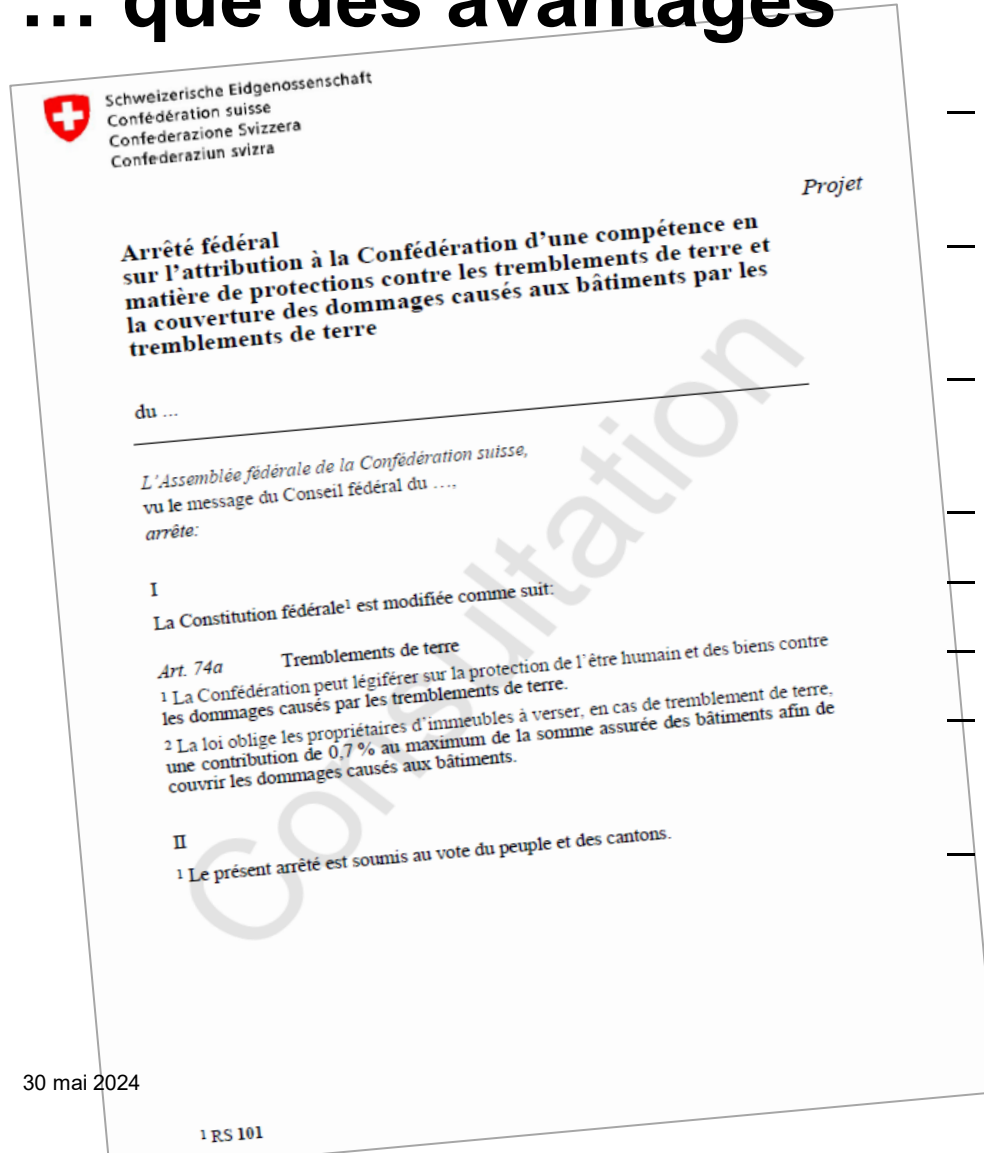 … que des avantages
Schweizerische Eidgenossenschaft
Confédération suisse
Confederazione Svizzera
Confederaziun svizra
Projet
Arrêté fédéral
sur l’attribution à la Confédération d’une compétence en
matière de protections contre les tremblements de terre et
la couverture des dommages causés aux bâtiments par les
tremblements de terre
du ...
L’Assemblée fédérale de la Confédération suisse,
vu le message du Conseil fédéral du …,
arrête:
I
La Constitution fédérale¹ est modifiée comme suit:
Art. 74a Tremblements de terre
¹ La Confédération peut légiférer sur la protection de l’être humain et des biens contre
les dommages causés par les tremblements de terre.
² La loi oblige les propriétaires d’immeubles à verser, en cas de tremblement de terre,
une contribution de 0,7 % au maximum de la somme assurée des bâtiments afin de
couvrir les dommages causés aux bâtiments.
II
¹ Le présent arrêté est soumis au vote du peuple et des cantons.
Consultation
30 mai 2024
¹ RS 101